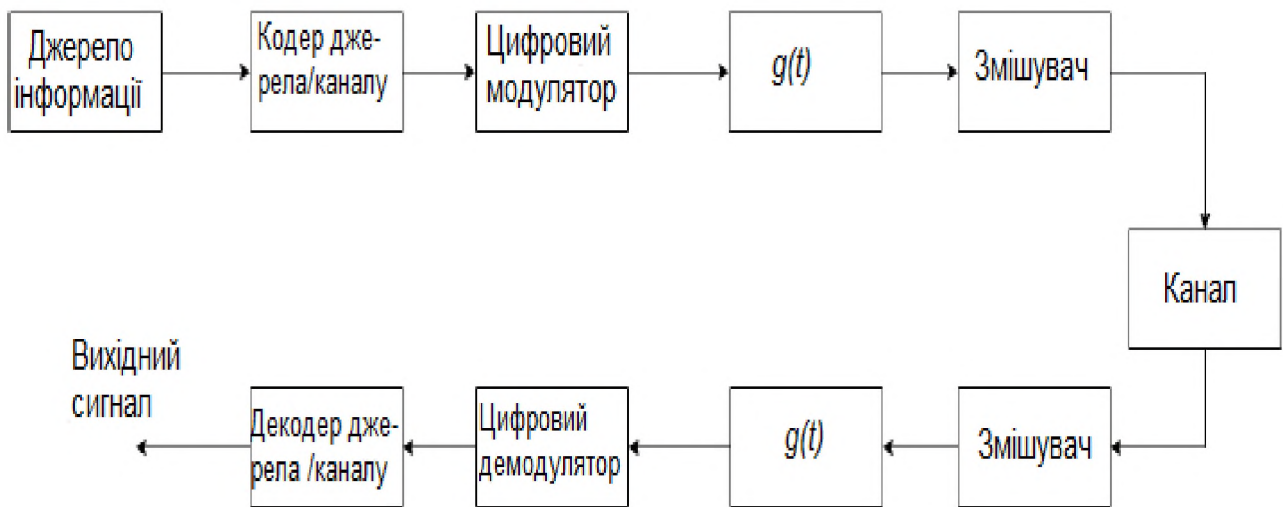 Джерело
інформації
Кодер дже-
рела/каналу
Цифровий
модулятор
g(t)
Змішувач
Канал
Змішувач
g(t)
Цифровий
демодулятор
Декодер дже-
рела /каналу
Вихідний
сигнал